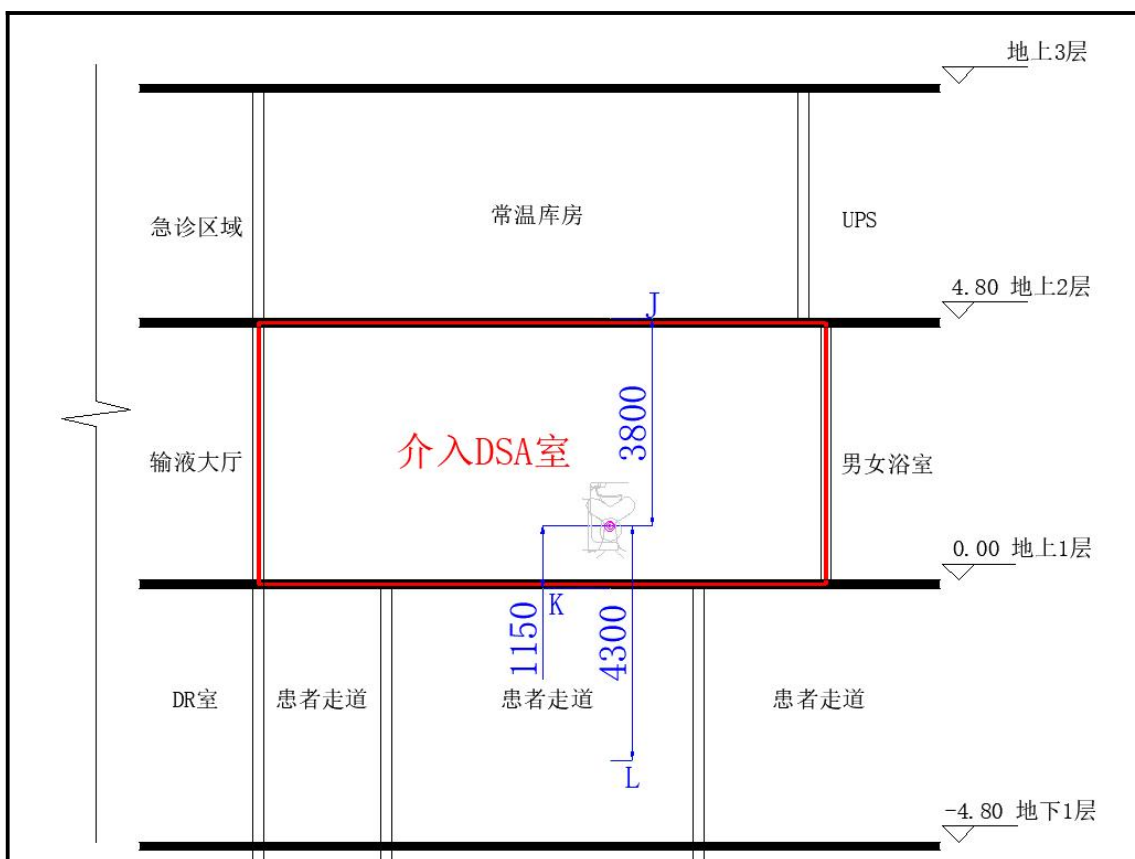 地上3层
急诊区域
常温库房
UPS
4.80 地上2层
J
3800
输液大厅
介入DSA室
男女浴室
0.00 地上1层
K
1150
4300
DR室
患者走道
患者走道
患者走道
L
-4.80 地下1层